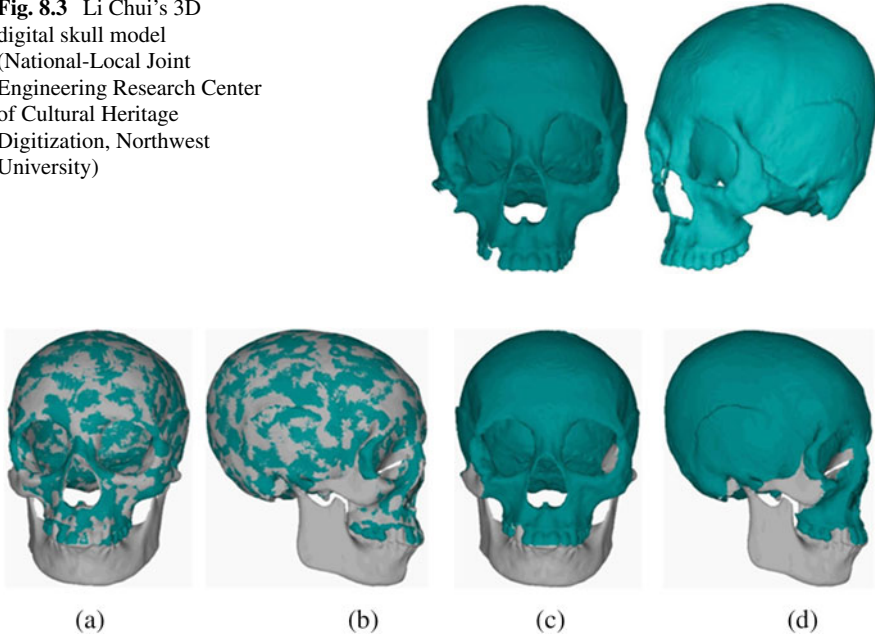 Fig. 8.3 Li Chui's 3D
digital skull model
(National-Local Joint
Engineering Research Center
of Cultural Heritage
Digitization, Northwest
University)
(a) (b) (c) (d)